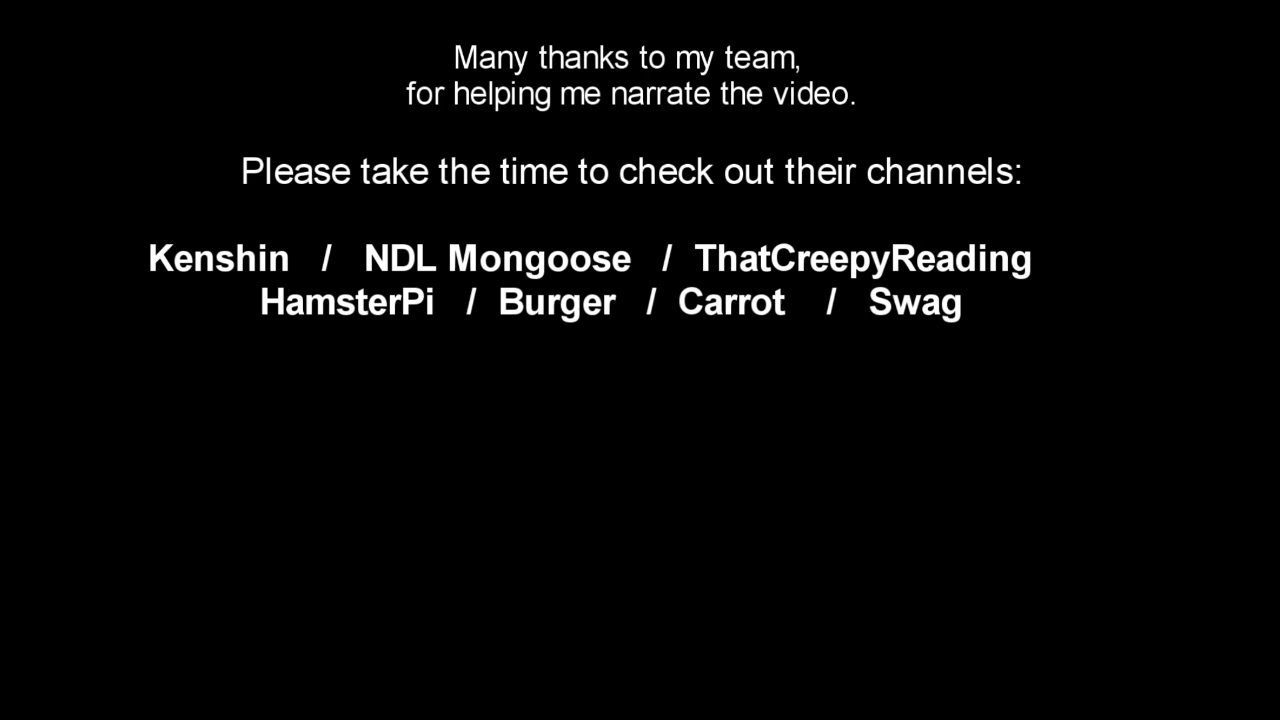 Many thanks to my team,
for helping me narrate the video.
Please take the time to check out their channels:
Kenshin / NDL Mongoose / ThatCreepyReading
HamsterPi / Burger / Carrot / Swag